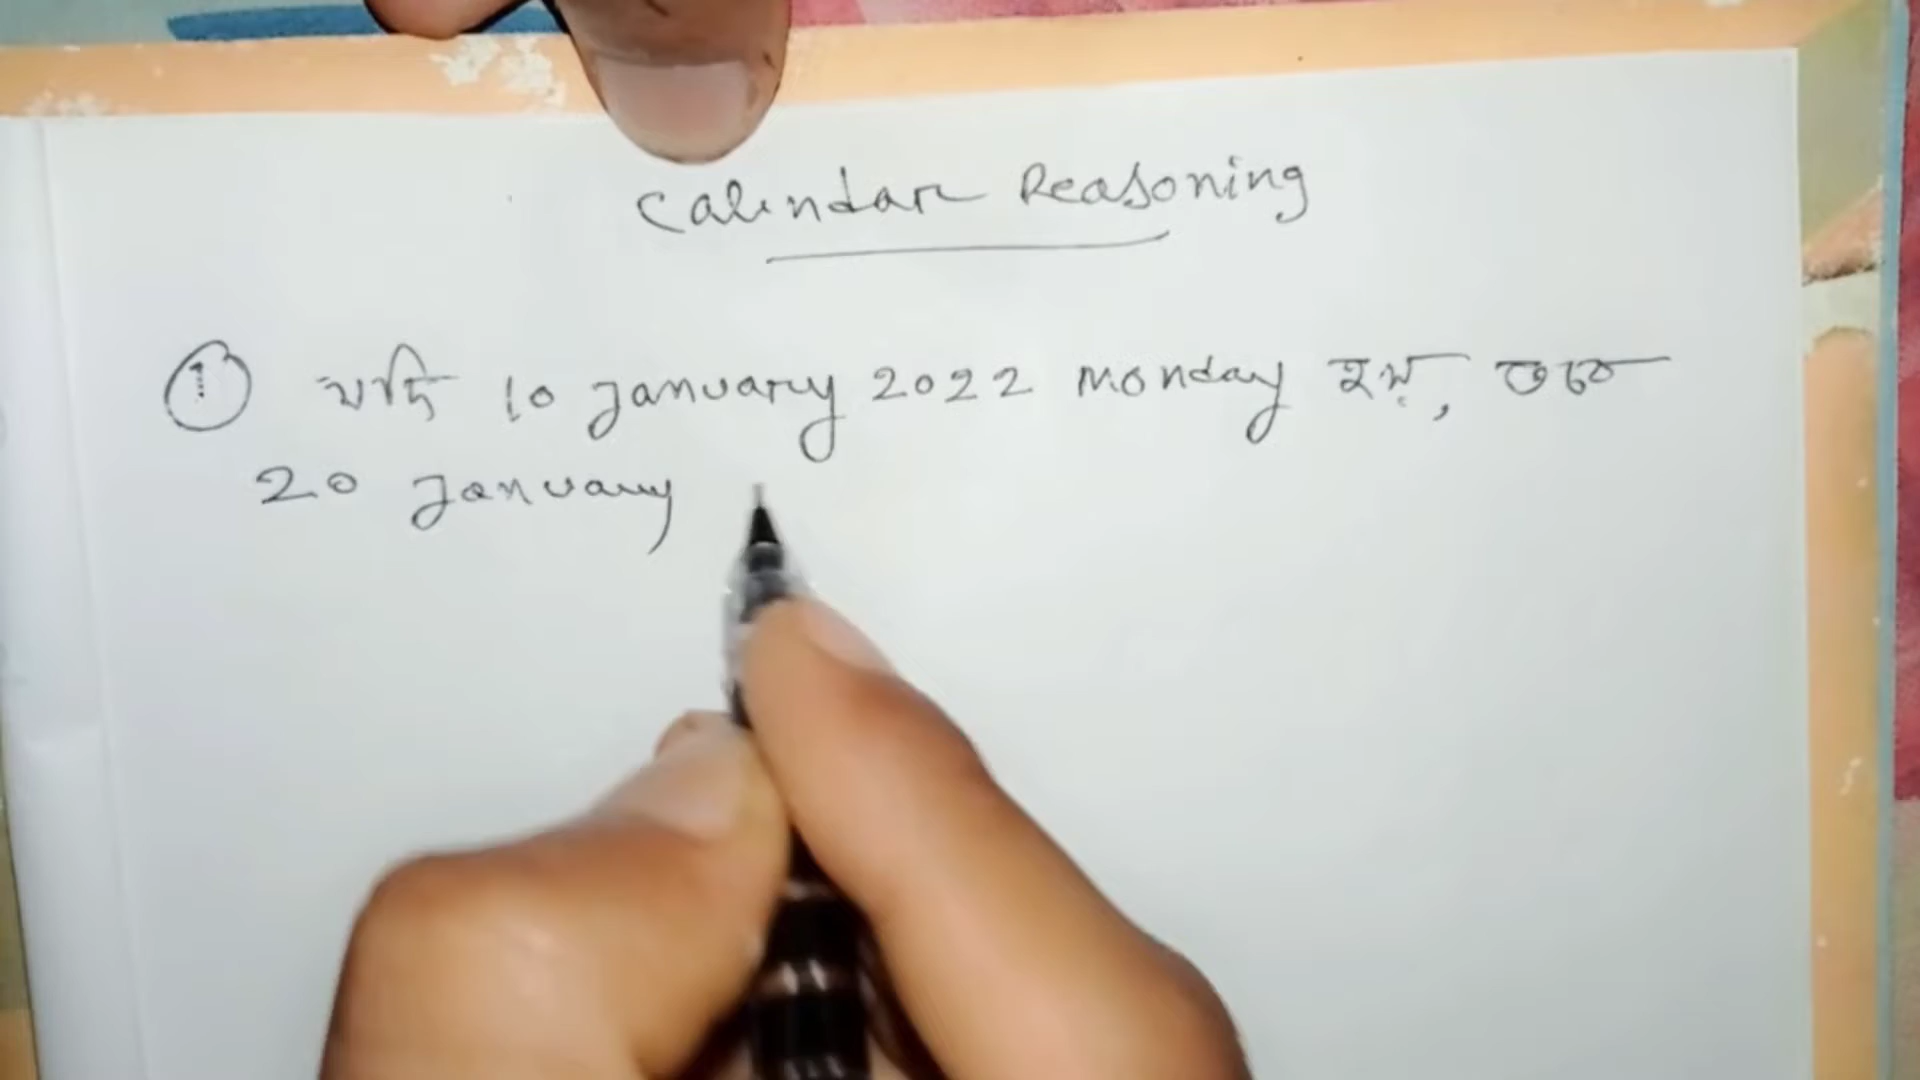 Calendar Reasoning
① যদি 10 January 2022 Monday হয়, তবে
20 January